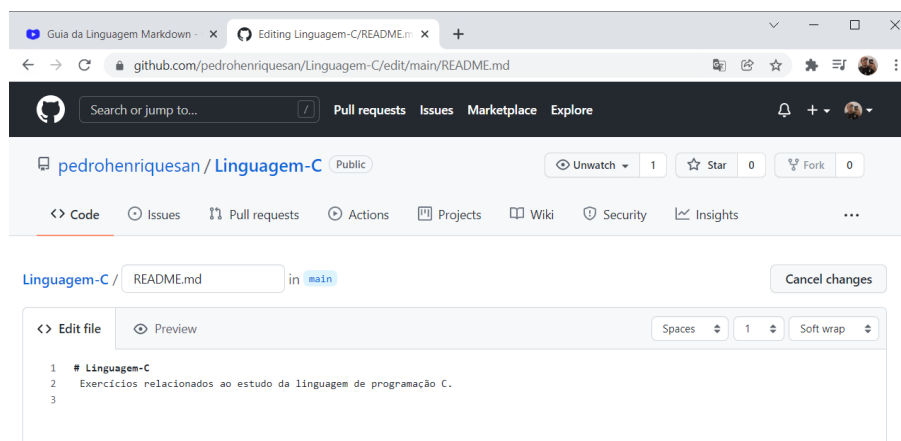 Guia da Linguagem Markdown -
Editing Linguagem-C/README.m
github.com/pedrohenriquesan/Linguagem-C/edit/main/README.md
Search or jump to... /
Pull requests Issues Marketplace Explore
pedrohenriquesan / Linguagem-C Public
Unwatch 1 Star 0 Fork 0
Code Issues Pull requests Actions Projects Wiki Security Insights ...
Linguagem-C / README.md in main Cancel changes
<> Edit file Preview Spaces 1 Soft wrap
1 # Linguagem-C
2 Exercícios relacionados ao estudo da linguagem de programação C.
3